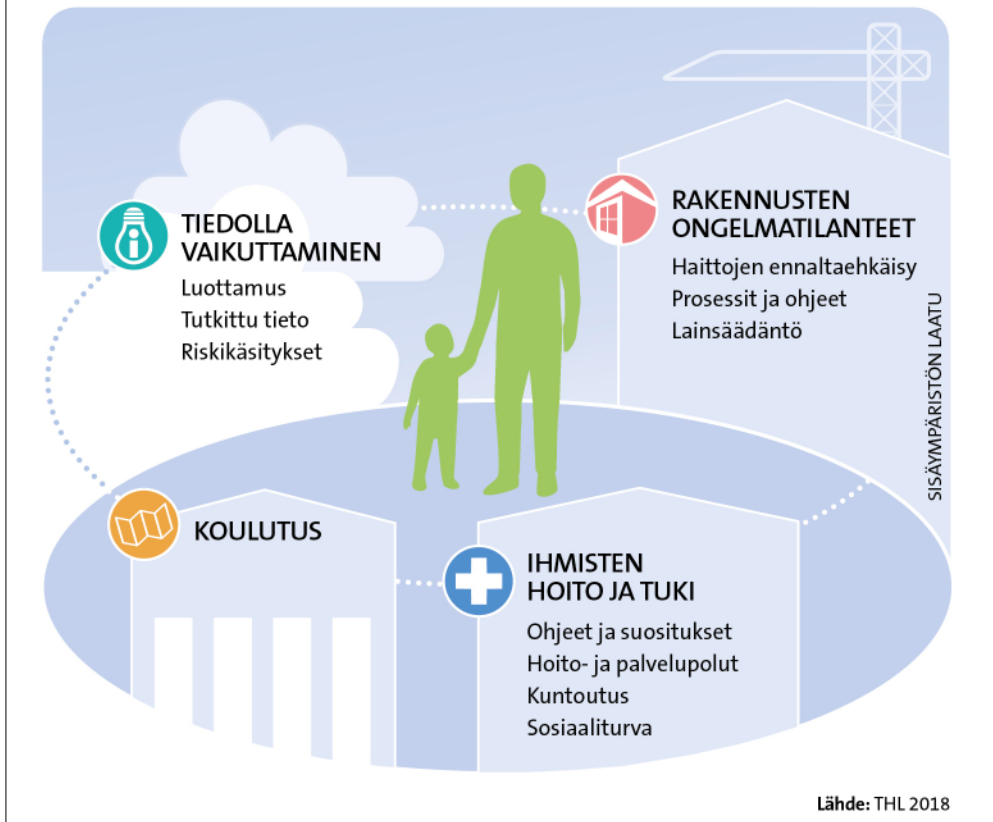 TIEDOLLA
VAIKUTTAMINEN
Luottamus
Tutkittu tieto
Riskikäsitykset
RAKENNUSTEN
ONGELMATILANTEET
Haittojen ennaltaehkäisy
Prosessit ja ohjeet
Lainsäädäntö
SISÄYMPÄRISTÖN LAATU
KOULUTUS
IHMISTEN
HOITO JA TUKI
Ohjeet ja suositukset
Hoito- ja palvelupolut
Kuntoutus
Sosiaaliturva
Lähde: THL 2018